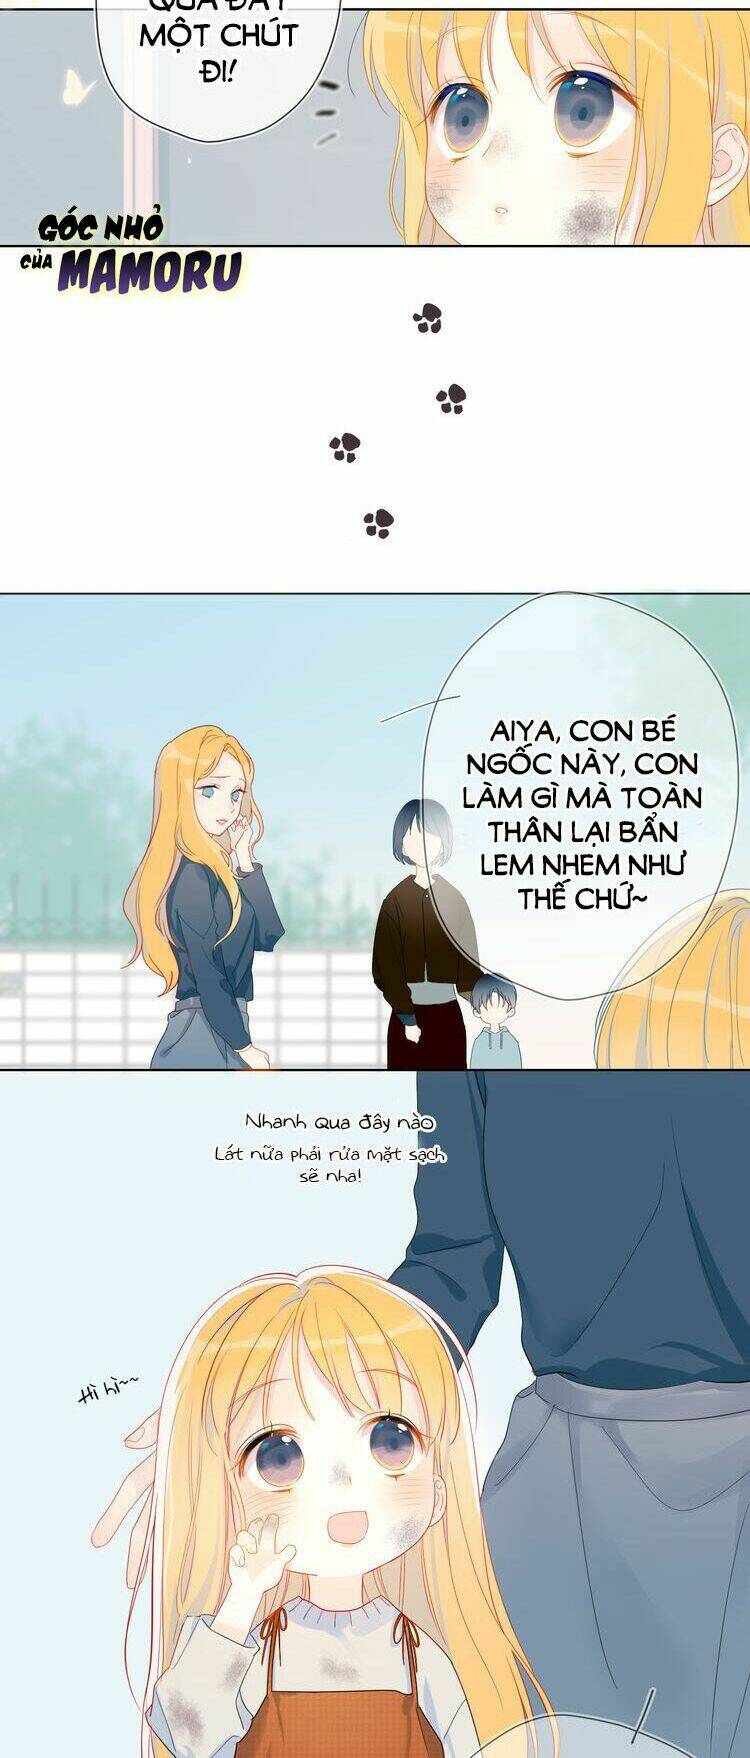 QUA ĐÂY
MỘT CHÚT
ĐI!
GÓC NHỎ
CỦA MAMORU
AIYA, CON BÉ
NGỐC NÀY, CON
LÀM GÌ MÀ TOÀN
THÂN LẠI BẨN
LEM NHEM NHƯ
THẾ CHỨ~
Nhanh qua đây nào
Lát nữa phải rửa mặt sạch
sẽ nha!
Hì hì~~